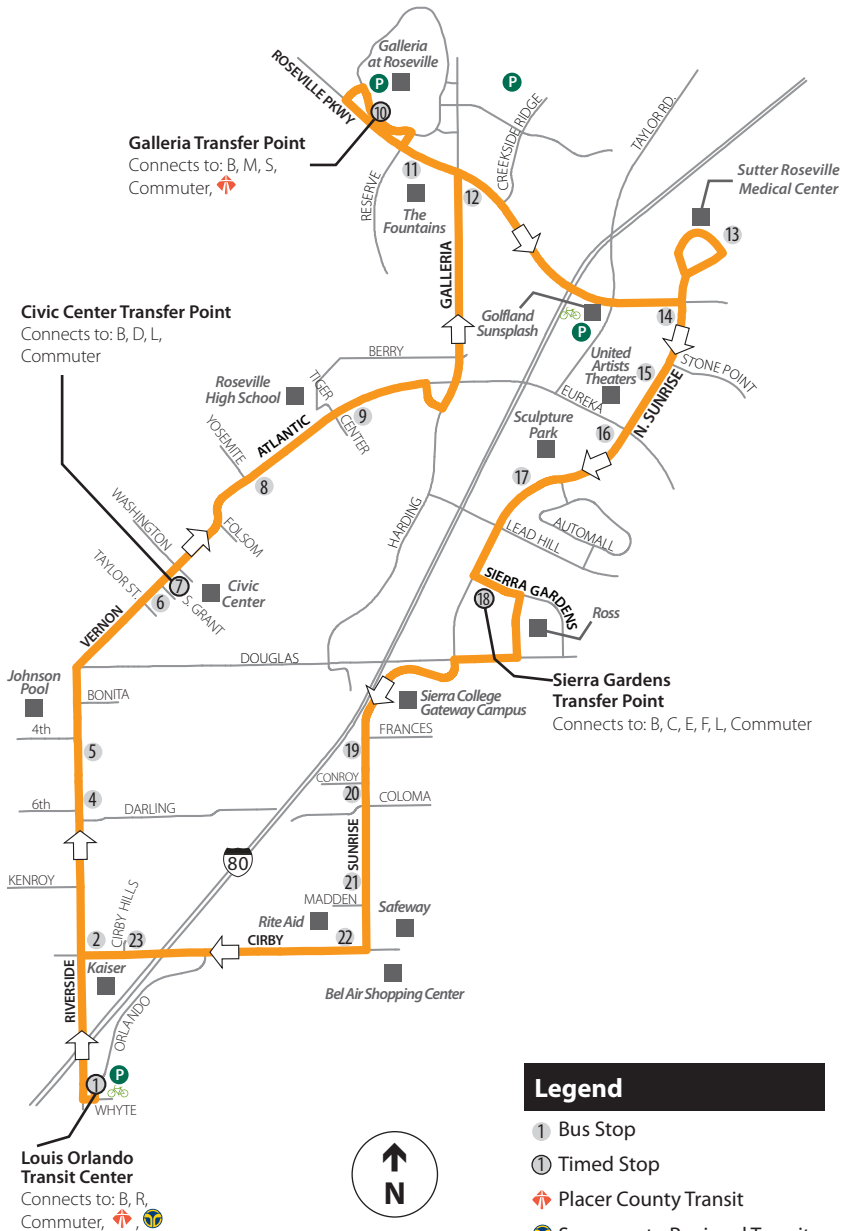 Galleria
at Roseville
P
P
ROSEVILLE PKWY
10
Galleria Transfer Point
Connects to: B, M, S,
Commuter,
CREEKSIDE RIDGE
TAYLOR RD.
Sutter Roseville
Medical Center
RESERVE
11
The
Fountains
12
13
GALLERIA
Civic Center Transfer Point
Connects to: B, D, L,
Commuter
Golfland
Sunsplash
P
14
BERRY
United
Artists
Theaters
15
STONE POINT
Roseville
High School
TIGER
CENTER
EUREKA
N. SUNRISE
9
ATLANTIC
YOSEMITE
8
Sculpture
Park
16
17
WASHINGTON
FOLSOM
HARDING
LEAD HILL
AUTOMALL
TAYLOR ST.
7
6
S. GRANT
Civic
Center
SIERRA GARDENS
18
Ross
VERNON
DOUGLAS
Johnson
Pool
BONITA
Sierra College
Gateway Campus
Sierra Gardens
Transfer Point
Connects to: B, C, E, F, L, Commuter
4th
5
FRANCES
19
CONROY
20
COLOMA
6th
4
DARLING
SUNRISE
80
KENROY
21
MADDEN
CIRBY HILLS
Rite Aid
Safeway
2
23
CIRBY
22
Kaiser
Bel Air Shopping Center
RIVERSIDE
ORLANDO
1
P
WHYTE
Louis Orlando
Transit Center
Connects to: B, R,
Commuter, ,
N
Legend
1 Bus Stop
1 Timed Stop
Placer County Transit